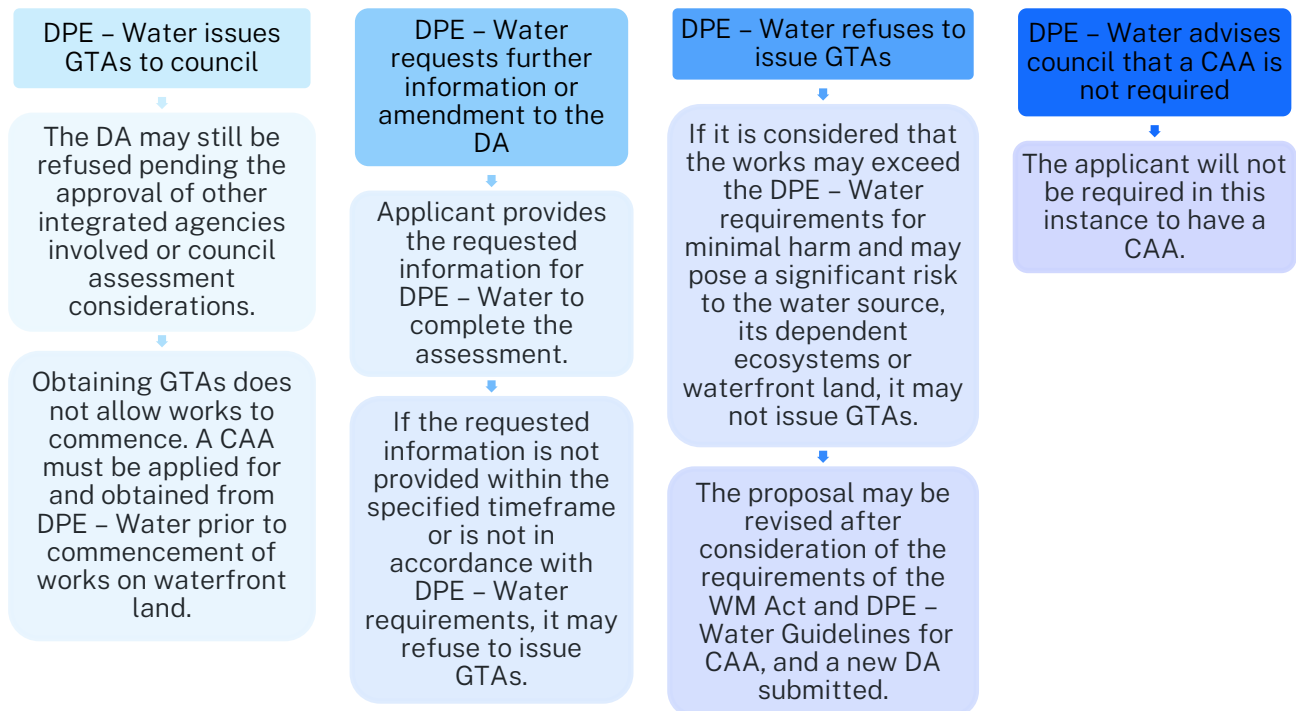 DPE – Water issues
GTAs to council
The DA may still be
refused pending the
approval of other
integrated agencies
involved or council
assessment
considerations.
Obtaining GTAs does
not allow works to
commence. A CAA
must be applied for
and obtained from
DPE – Water prior to
commencement of
works on waterfront
land.
DPE – Water
requests further
information or
amendment to the
DA
Applicant provides
the requested
information for
DPE – Water to
complete the
assessment.
If the requested
information is not
provided within the
specified timeframe
or is not in
accordance with
DPE – Water
requirements, it may
refuse to issue
GTAs.
DPE – Water refuses to
issue GTAs
If it is considered that
the works may exceed
the DPE – Water
requirements for
minimal harm and may
pose a significant risk
to the water source,
its dependent
ecosystems or
waterfront land, it may
not issue GTAs.
The proposal may be
revised after
consideration of the
requirements of the
WM Act and DPE –
Water Guidelines for
CAA, and a new DA
submitted.
DPE – Water advises
council that a CAA is
not required
The applicant will not
be required in this
instance to have a
CAA.